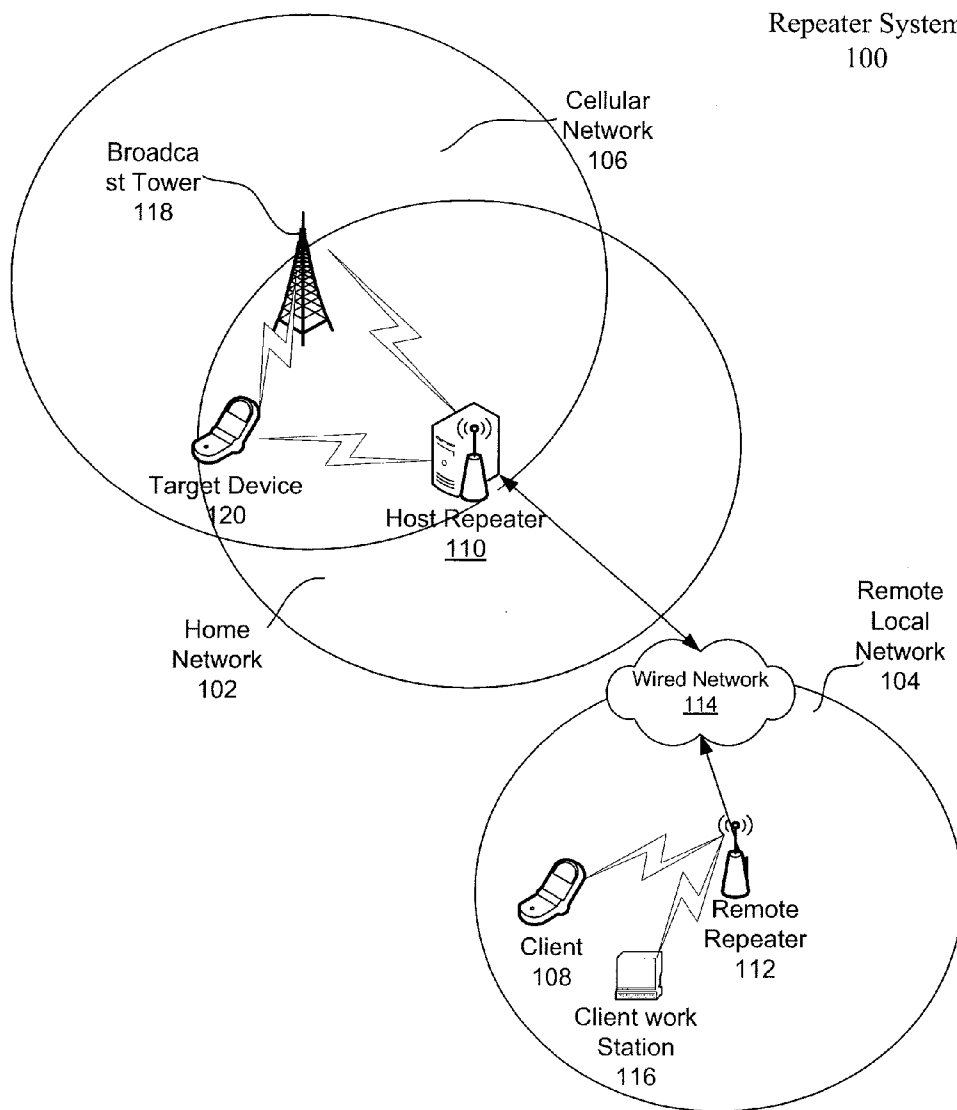 Repeater System
100
Cellular
Network
106
Broadca
st Tower
118
Target Device
120
Host Repeater
110
Home
Network
102
Remote
Local
Network
104
Wired Network
114
Client
108
Remote
Repeater
112
Client work
Station
116